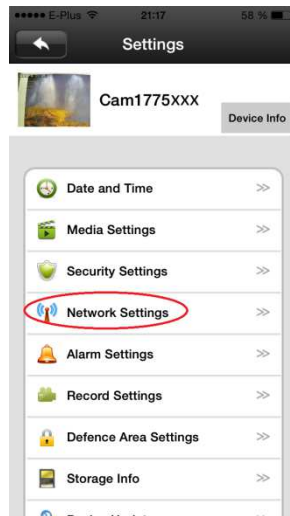 E-Plus 21:17 58 %
Settings
Cam1775XXX
Device Info
Date and Time >>
Media Settings >>
Security Settings >>
Network Settings >>
Alarm Settings >>
Record Settings >>
Defence Area Settings >>
Storage Info >>